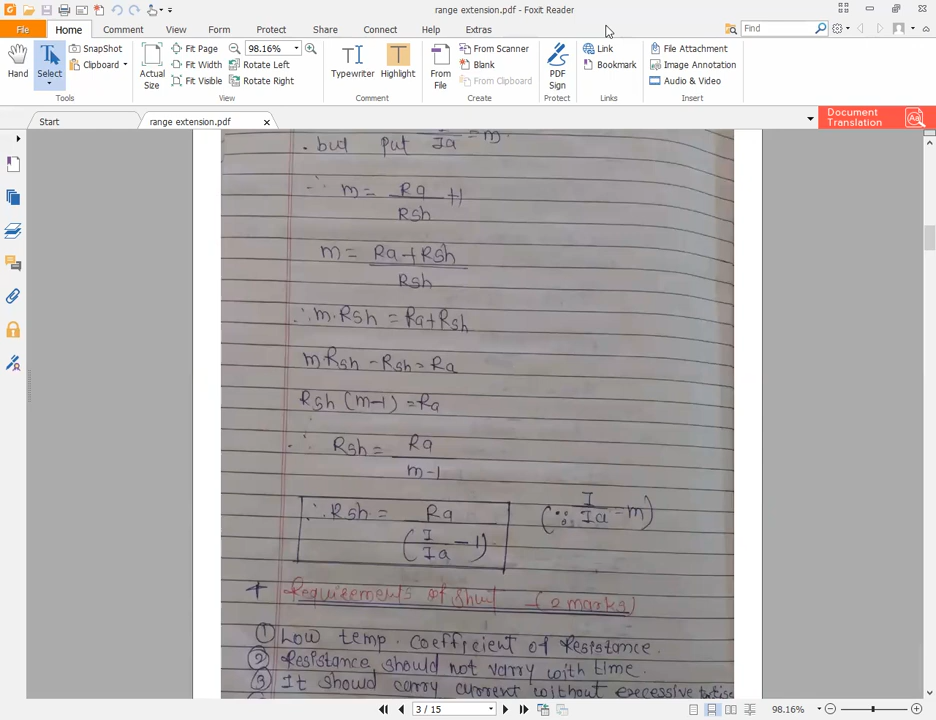 range extension.pdf - Foxit Reader
File Home Comment View Form Protect Share Connect Help Extras Find
Hand Select SnapShot Clipboard Actual Size Fit Page Fit Width Fit Visible 98.16% Rotate Left Rotate Right Typewriter Highlight From File From Scanner Blank From Clipboard PDF Sign Link Bookmark File Attachment Image Annotation Audio & Video
Tools View Comment Create Protect Links Insert
Start range extension.pdf Document Translation
but put I/Ia = m.
∴ m = Ra/Rsh + 1
m = Ra+Rsh/Rsh
∴ m.Rsh = Ra+Rsh
mRsh - Rsh = Ra
Rsh (m-1) = Ra
∴ Rsh = Ra/m-1
∴ Rsh = Ra/(I/Ia - 1) (∵ I/Ia = m)
+ Requirements of Shunt - (2 marks)
① Low temp. coefficient of Resistance.
② Resistance should not varry with time.
③ It should carry current without excessive
3 / 15 98.16%